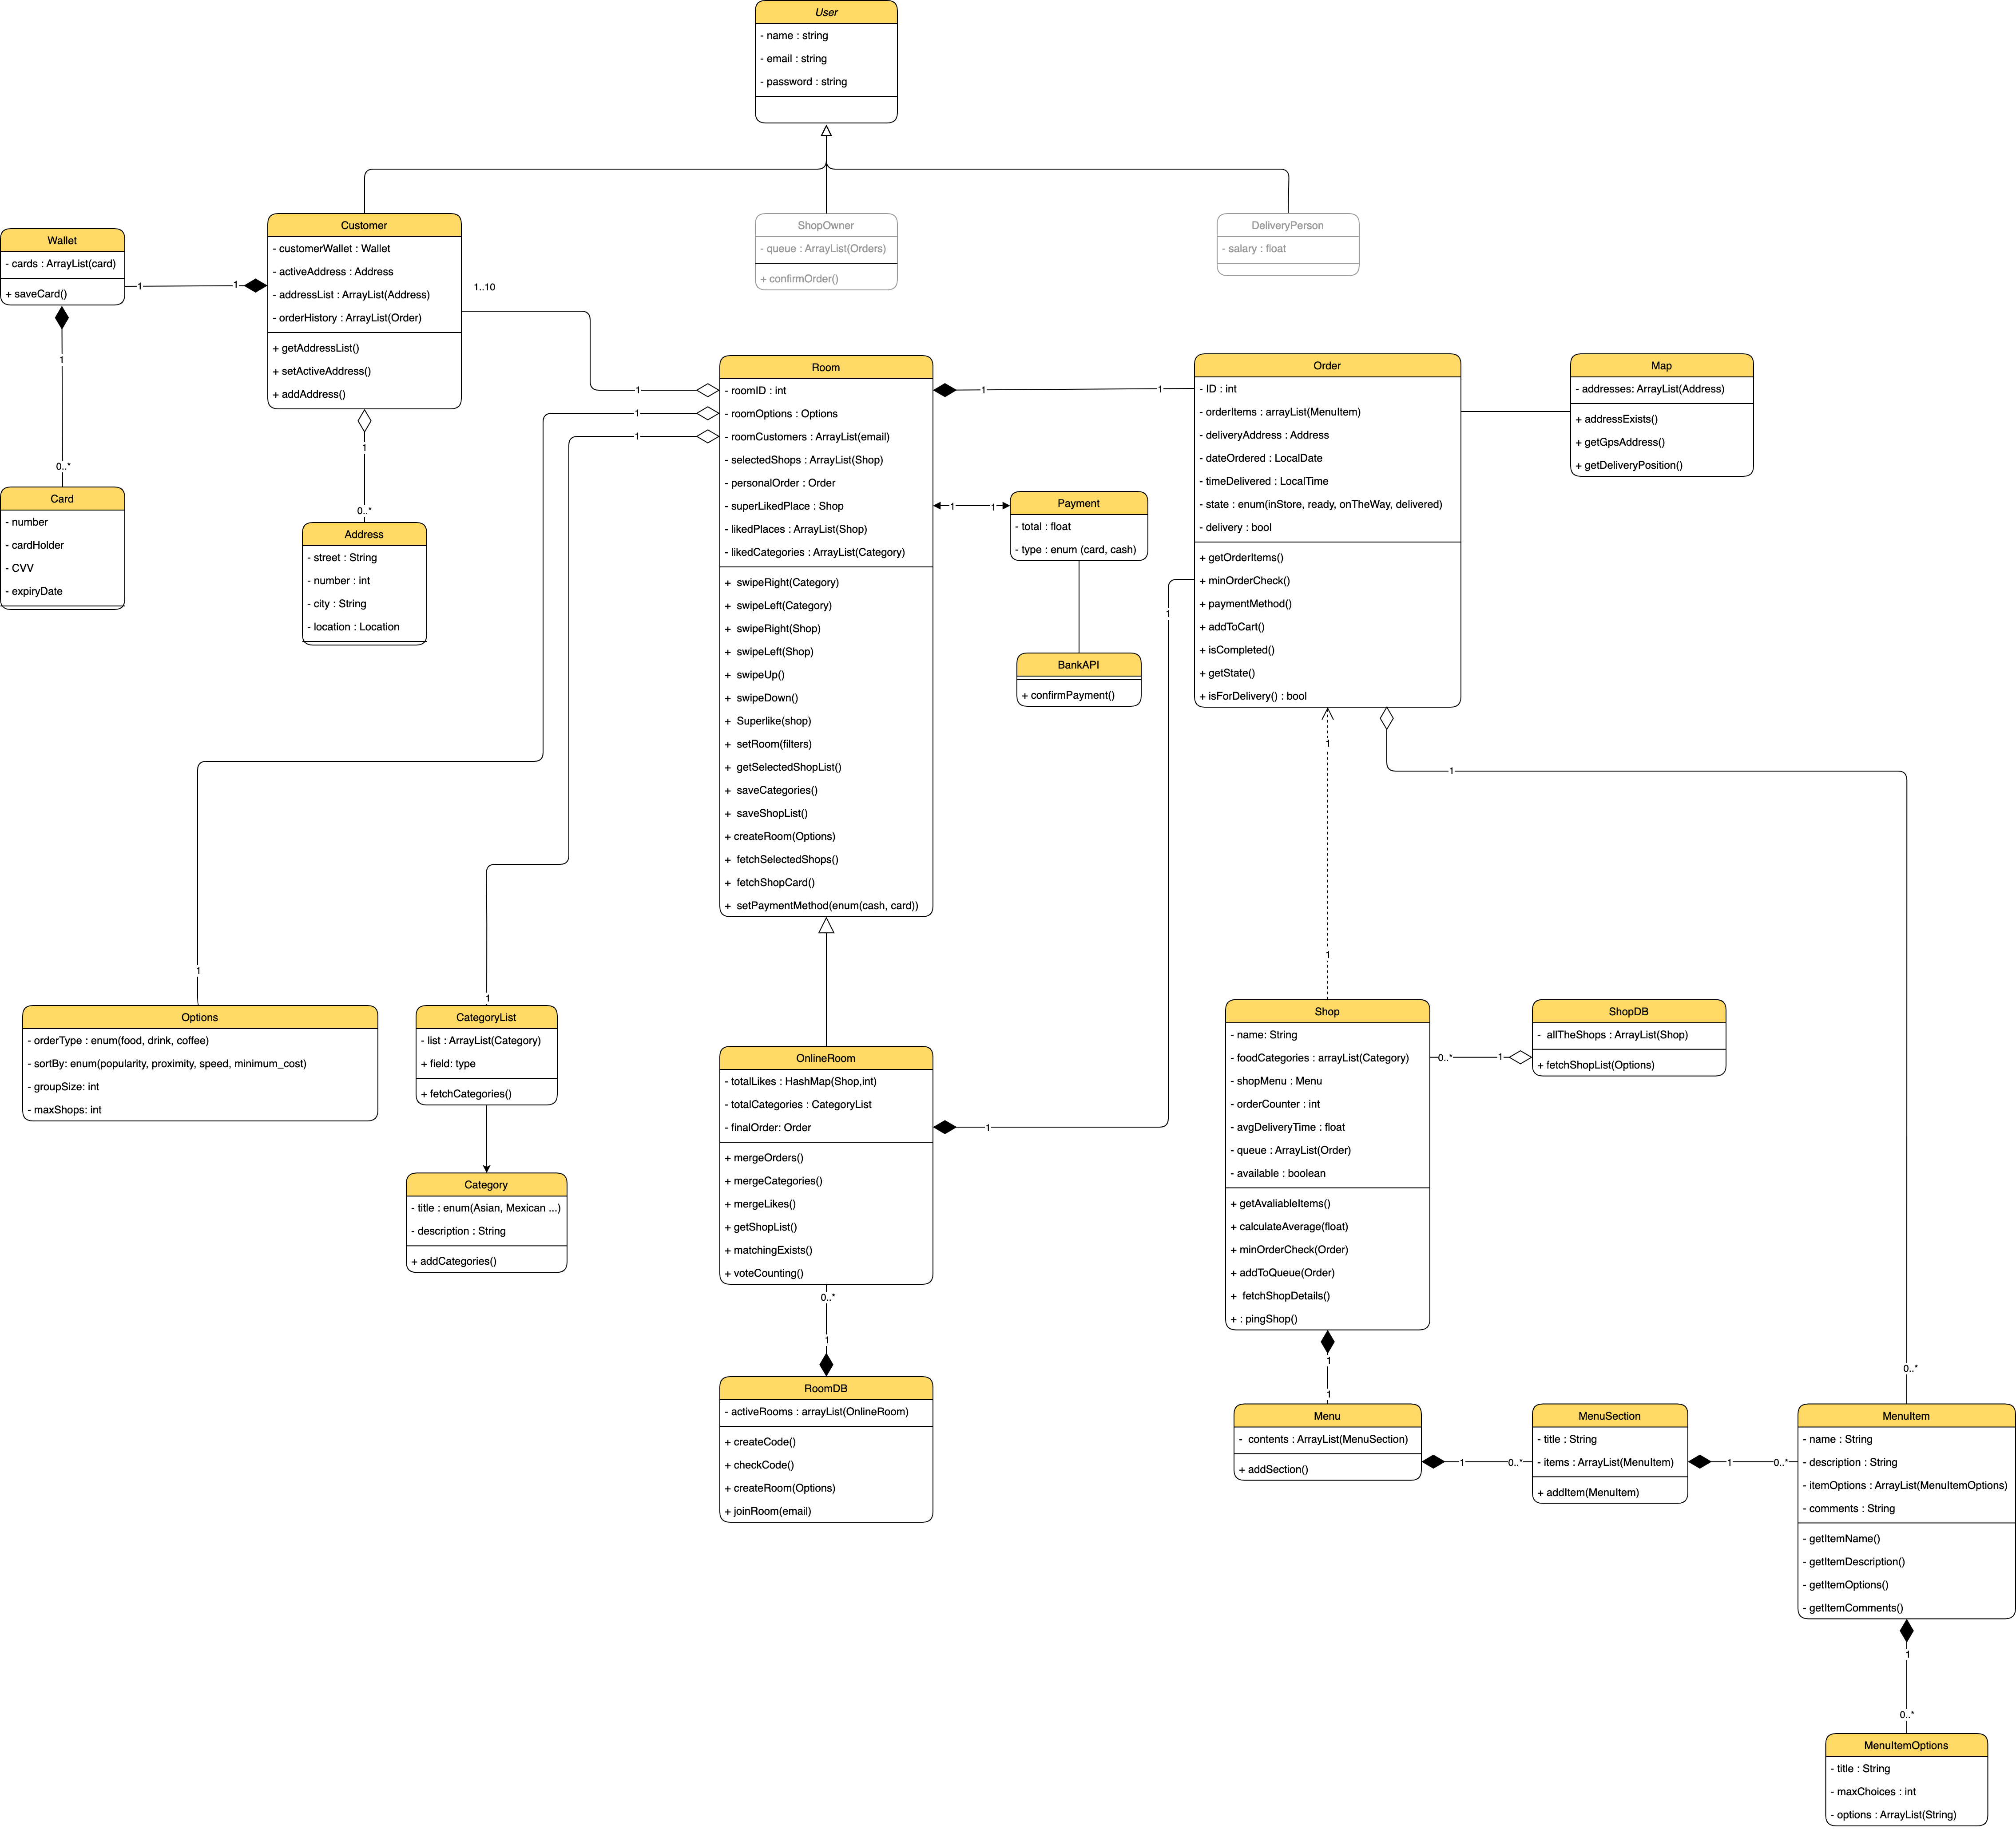 User
- name : string
- email : string
- password : string
Wallet
- cards : ArrayList(card)
+ saveCard()
1
1
Customer
- customerWallet : Wallet
- activeAddress : Address
- addressList : ArrayList(Address)
- orderHistory : ArrayList(Order)
+ getAddressList()
+ setActiveAddress()
+ addAddress()
1..10
ShopOwner
- queue : ArrayList(Orders)
+ confirmOrder()
DeliveryPerson
- salary : float
1
0..*
Card
- number
- cardHolder
- CVV
- expiryDate
1
0..*
Address
- street : String
- number : int
- city : String
- location : Location
1
1
1
Room
- roomID : int
- roomOptions : Options
- roomCustomers : ArrayList(email)
- selectedShops : ArrayList(Shop)
- personalOrder : Order
- superLikedPlace : Shop
- likedPlaces : ArrayList(Shop)
- likedCategories : ArrayList(Category)
+  swipeRight(Category)
+  swipeLeft(Category)
+  swipeRight(Shop)
+  swipeLeft(Shop)
+  swipeUp()
+  swipeDown()
+  Superlike(shop)
+  setRoom(filters)
+  getSelectedShopList()
+  saveCategories()
+  saveShopList()
+ createRoom(Options)
+  fetchSelectedShops()
+  fetchShopCard()
+  setPaymentMethod(enum(cash, card))
1
1
1
1
Payment
- total : float
- type : enum (card, cash)
BankAPI
+ confirmPayment()
Order
- ID : int
- orderItems : arrayList(MenuItem)
- deliveryAddress : Address
- dateOrdered : LocalDate
- timeDelivered : LocalTime
- state : enum(inStore, ready, onTheWay, delivered)
- delivery : bool
+ getOrderItems()
+ minOrderCheck()
+ paymentMethod()
+ addToCart()
+ isCompleted()
+ getState()
+ isForDelivery() : bool
Map
- addresses: ArrayList(Address)
+ addressExists()
+ getGpsAddress()
+ getDeliveryPosition()
1
1
1
1
1
1
Options
- orderType : enum(food, drink, coffee)
- sortBy: enum(popularity, proximity, speed, minimum_cost)
- groupSize: int
- maxShops: int
CategoryList
- list : ArrayList(Category)
+ field: type
+ fetchCategories()
Category
- title : enum(Asian, Mexican ...)
- description : String
+ addCategories()
OnlineRoom
- totalLikes : HashMap(Shop,int)
- totalCategories : CategoryList
- finalOrder: Order
+ mergeOrders()
+ mergeCategories()
+ mergeLikes()
+ getShopList()
+ matchingExists()
+ voteCounting()
1
0..*
1
RoomDB
- activeRooms : arrayList(OnlineRoom)
+ createCode()
+ checkCode()
+ createRoom(Options)
+ joinRoom(email)
Shop
- name: String
- foodCategories : arrayList(Category)
- shopMenu : Menu
- orderCounter : int
- avgDeliveryTime : float
- queue : ArrayList(Order)
- available : boolean
+ getAvaliableItems()
+ calculateAverage(float)
+ minOrderCheck(Order)
+ addToQueue(Order)
+  fetchShopDetails()
+ : pingShop()
0..*
1
ShopDB
-  allTheShops : ArrayList(Shop)
+ fetchShopList(Options)
1
1
0..*
Menu
-  contents : ArrayList(MenuSection)
+ addSection()
1
0..*
MenuSection
- title : String
- items : ArrayList(MenuItem)
+ addItem(MenuItem)
1
0..*
MenuItem
- name : String
- description : String
- itemOptions : ArrayList(MenuItemOptions)
- comments : String
- getItemName()
- getItemDescription()
- getItemOptions()
- getItemComments()
1
0..*
MenuItemOptions
- title : String
- maxChoices : int
- options : ArrayList(String)